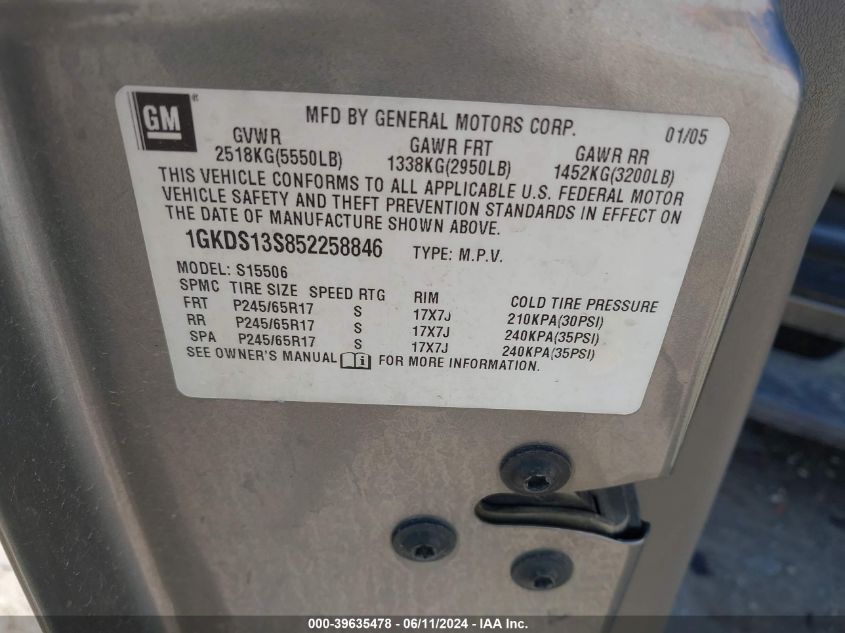 GM ®
MFD BY GENERAL MOTORS CORP. 01/05
GVWR GAWR FRT GAWR RR
2518KG(5550LB) 1338KG(2950LB) 1452KG(3200LB)
THIS VEHICLE CONFORMS TO ALL APPLICABLE U.S. FEDERAL MOTOR
VEHICLE SAFETY AND THEFT PREVENTION STANDARDS IN EFFECT ON
THE DATE OF MANUFACTURE SHOWN ABOVE.
1GKDS13S852258846 TYPE: M.P.V.
MODEL: S15506
SPMC TIRE SIZE SPEED RTG RIM COLD TIRE PRESSURE
FRT P245/65R17 S 17X7J 210KPA(30PSI)
RR P245/65R17 S 17X7J 240KPA(35PSI)
SPA P245/65R17 S 17X7J 240KPA(35PSI)
SEE OWNER'S MANUAL i FOR MORE INFORMATION.
000-39635478 - 06/11/2024 - IAA Inc.